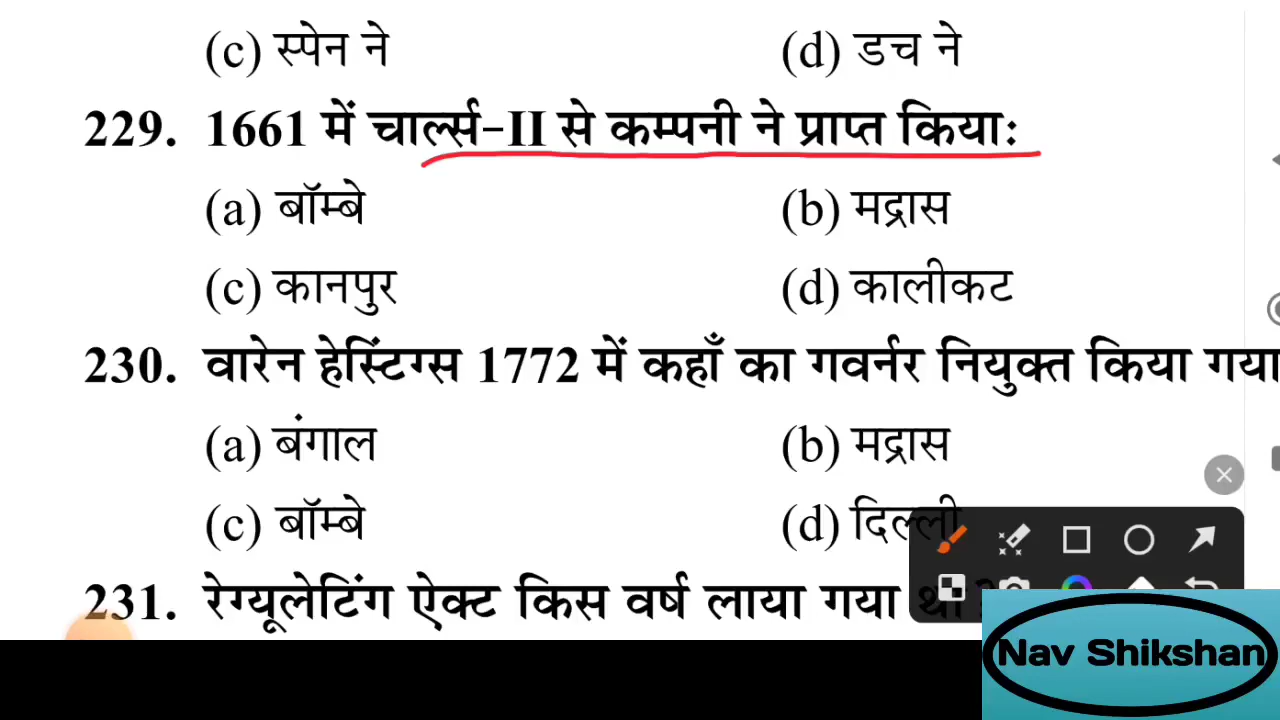 (c) स्पेन ने (d) डच ने
229. 1661 में चार्ल्स-II से कम्पनी ने प्राप्त किया:
(a) बॉम्बे (b) मद्रास
(c) कानपुर (d) कालीकट
230. वारेन हेस्टिंग्स 1772 में कहाँ का गवर्नर नियुक्त किया गया
(a) बंगाल (b) मद्रास
(c) बॉम्बे (d) दिल्ली
231. रेग्यूलेटिंग ऐक्ट किस वर्ष लाया गया था
Nav Shikshan